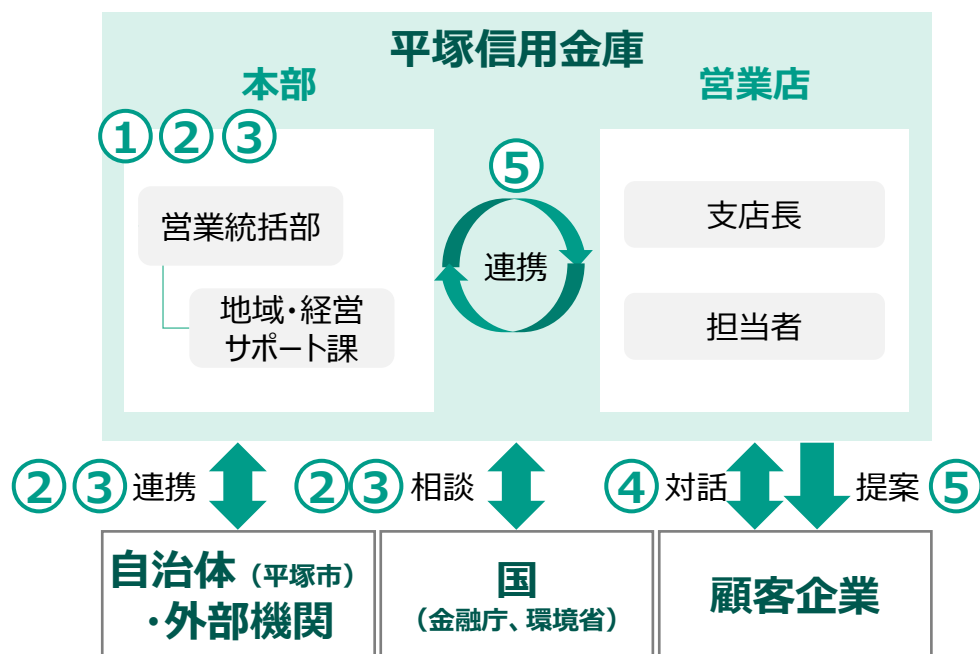 平塚信用金庫
本部
営業店
① ② ③
⑤
営業統括部
地域・経営
サポート課
連携
支店長
担当者
②③ 連携
②③ 相談
④ 対話
提案 ⑤
自治体（平塚市）
・外部機関
国
（金融庁、環境省）
顧客企業